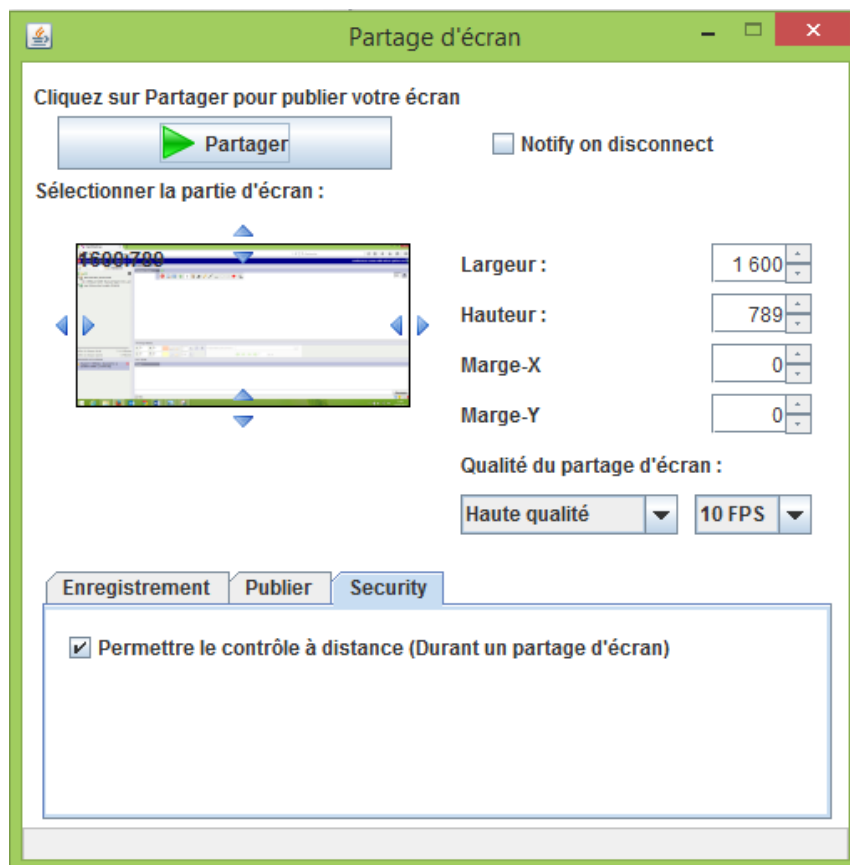 Partage d'écran
Cliquez sur Partager pour publier votre écran
Partager
Notify on disconnect
Sélectionner la partie d'écran :
1600:789
Largeur :
1 600
Hauteur :
789
Marge-X
0
Marge-Y
0
Qualité du partage d'écran :
Haute qualité
10 FPS
Enregistrement
Publier
Security
Permettre le contrôle à distance (Durant un partage d'écran)